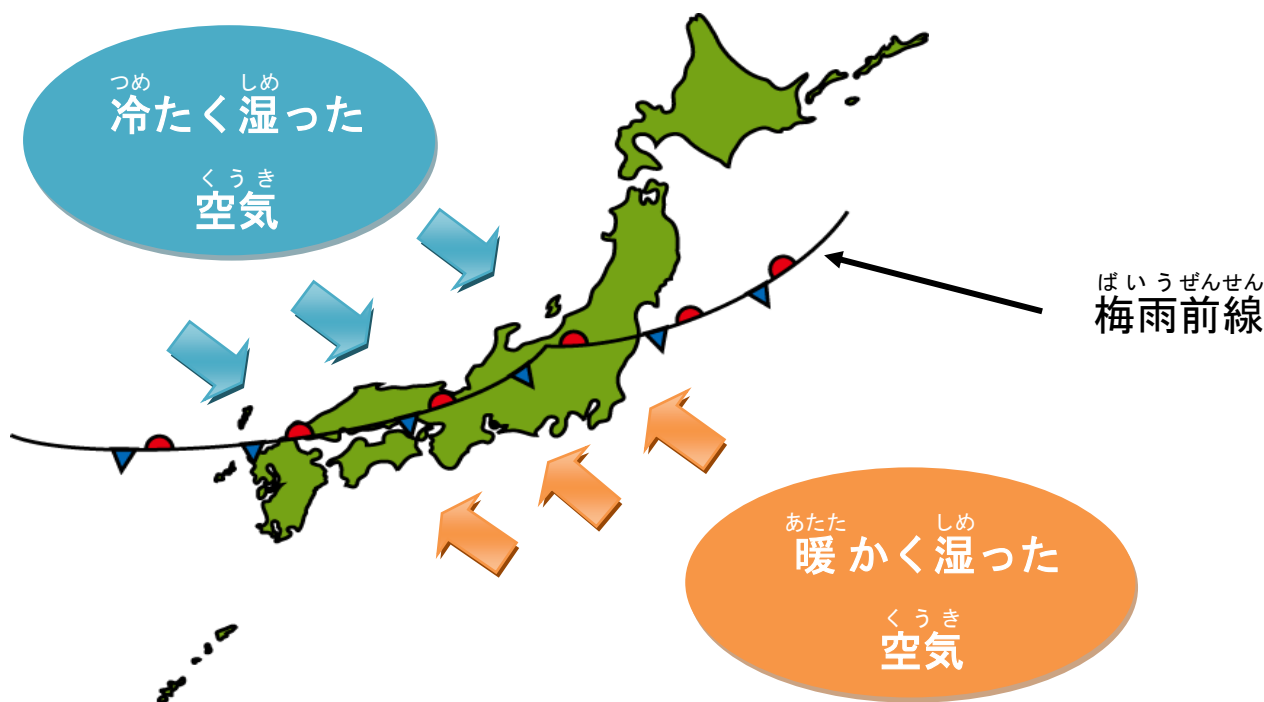 つめ しめ
冷たく湿った
くうき
空気
ばいうぜんせん
梅雨前線
あたた しめ
暖かく湿った
くうき
空気